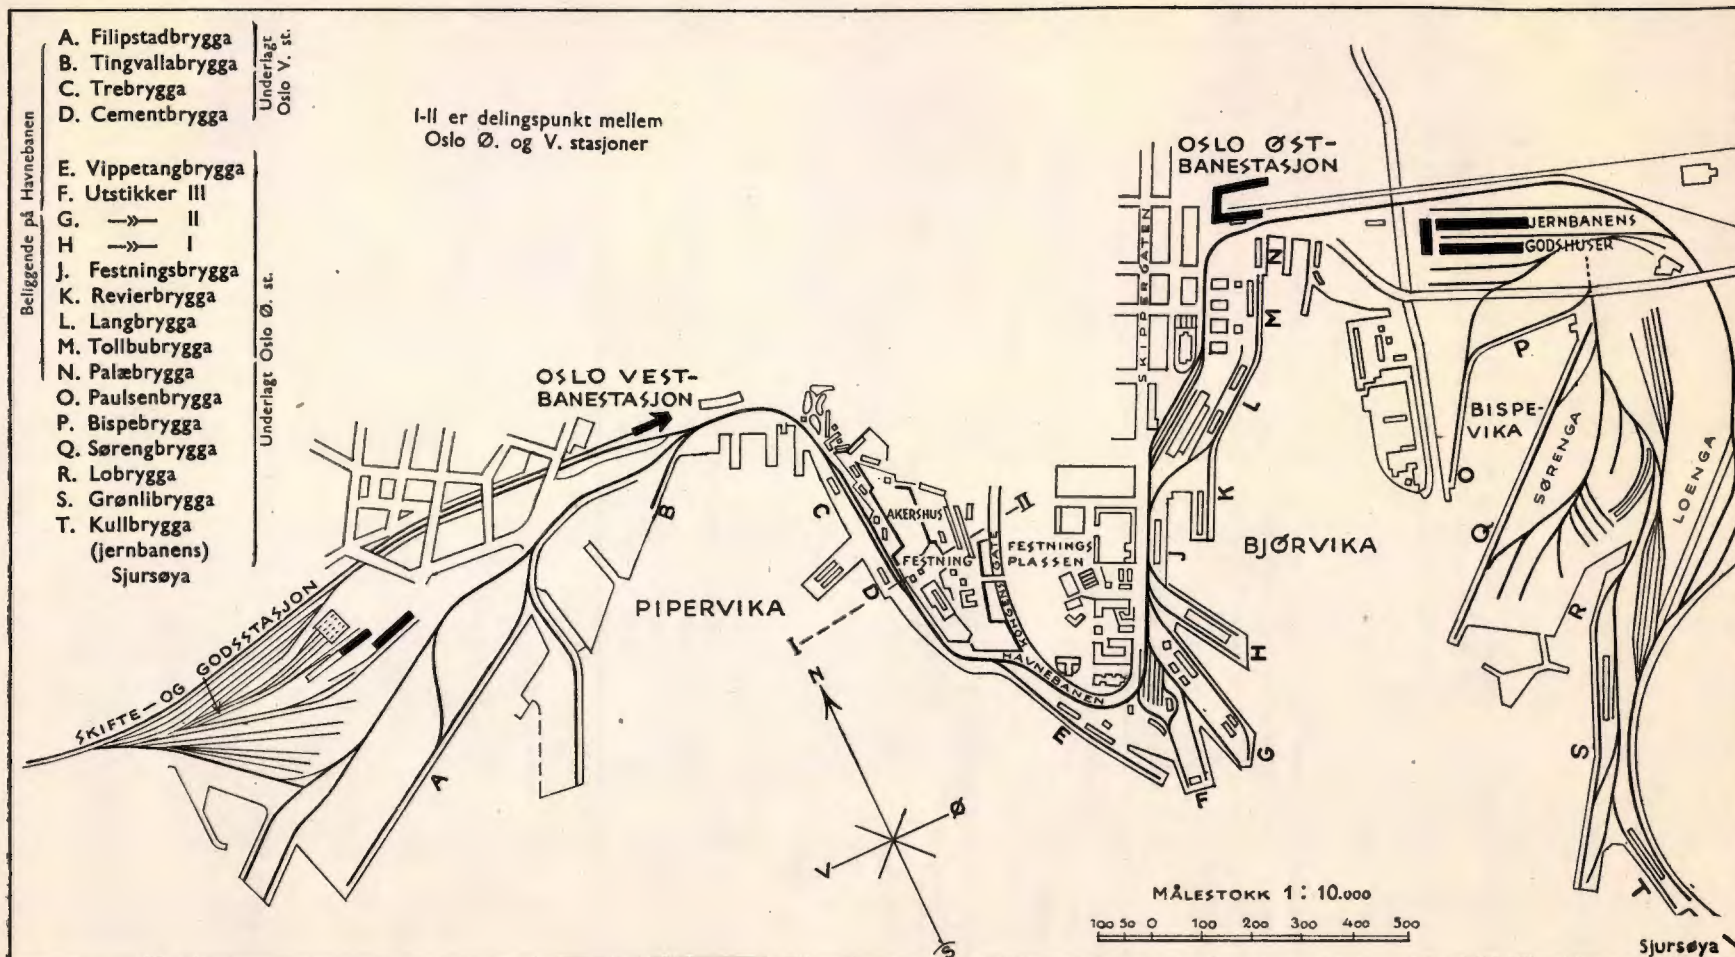 A. Filipstadbrygga
B. Tingvallabrygga
C. Trebrygga
D. Cementbrygga
Underlagt
Oslo V. st.
E. Vippetangbrygga
F. Utstikker III
G. —»— II
H —»— I
J. Festningsbrygga
K. Revierbrygga
L. Langbrygga
M. Tollbubrygga
N. Palæbrygga
O. Paulsenbrygga
P. Bispebrygga
Q. Sørengbrygga
R. Lobrygga
S. Grønlibrygga
T. Kullbrygga
(jernbanens)
Sjursøya
Beliggende på Havnebanen
Underlagt Oslo Ø. st.
I-II er delingspunkt mellem
Oslo Ø. og V. stasjoner
OSLO ØST-
BANESTASJON
JERNBANENS
GODSHUSER
SKIPPERGATEN
N
M
L
K
J
P
O
BISPE-
VIKA
SØRENGA
LOENGA
Q
R
S
T
OSLO VEST-
BANESTASJON
B
C
AKERSHUS
FESTNING
II
GATE
KONGENS
FESTNINGS
PLASSEN
BJØRVIKA
PIPERVIKA
D
I
H
G
F
E
HAVNEBANEN
SKIFTE-OG GODSSTASJON
A
N
Ø
V
S
MÅLESTOKK 1 : 10.000
100 50 0 100 200 300 400 500
Sjursøya